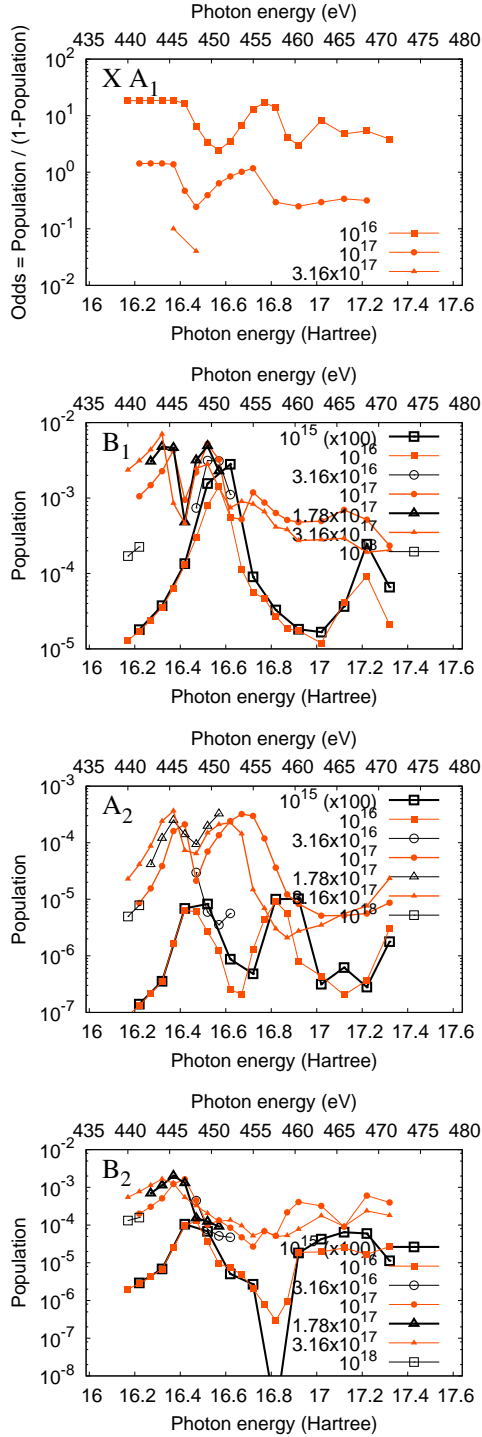 Photon energy (eV)
435 440 445 450 455 460 465 470 475 480
Odds = Population / (1-Population)
X A1
10^2
10^1
10^0
10^-1
10^-2
10^16
10^17
3.16x10^17
16 16.2 16.4 16.6 16.8 17 17.2 17.4 17.6
Photon energy (Hartree)
Photon energy (eV)
435 440 445 450 455 460 465 470 475 480
Population
B1
10^-2
10^-3
10^-4
10^-5
10^15 (x100)
10^16
3.16x10^16
10^17
1.78x10^17
3.16x10^17
10^18
16 16.2 16.4 16.6 16.8 17 17.2 17.4 17.6
Photon energy (Hartree)
Photon energy (eV)
435 440 445 450 455 460 465 470 475 480
Population
A2
10^-3
10^-4
10^-5
10^-6
10^-7
10^15 (x100)
10^16
3.16x10^16
10^17
1.78x10^17
3.16x10^17
10^18
16 16.2 16.4 16.6 16.8 17 17.2 17.4 17.6
Photon energy (Hartree)
Photon energy (eV)
435 440 445 450 455 460 465 470 475 480
Population
B2
10^-2
10^-3
10^-4
10^-5
10^-6
10^-7
10^-8
10^15 (x100)
10^16
3.16x10^16
10^17
1.78x10^17
3.16x10^17
10^18
16 16.2 16.4 16.6 16.8 17 17.2 17.4 17.6
Photon energy (Hartree)